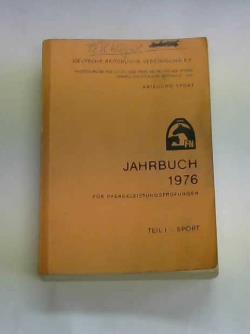 DEUTSCHE REITERLICHE VEREINIGUNG E.V.
ABTEILUNG SPORT
FN
JAHRBUCH
1976
FÜR PFERDELEISTUNGSPRÜFUNGEN
TEIL I - SPORT